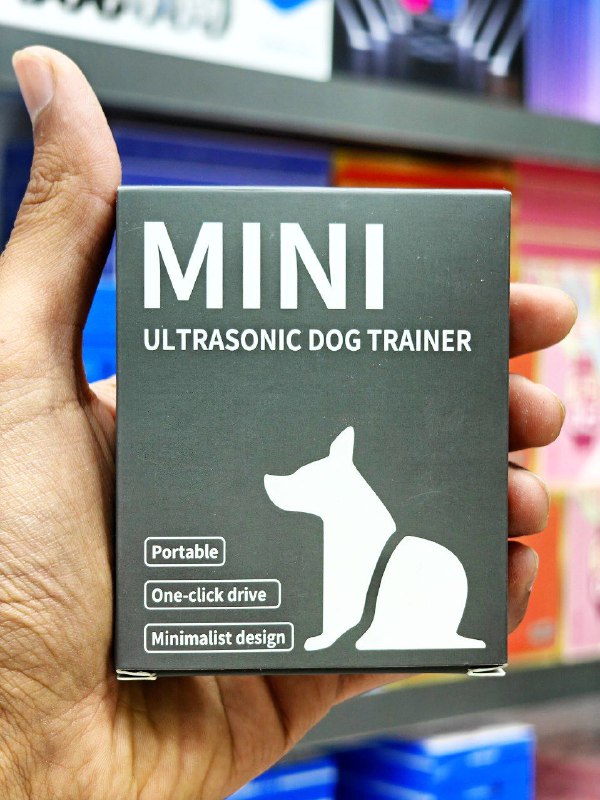 MINI
ULTRASONIC DOG TRAINER
Portable
One-click drive
Minimalist design